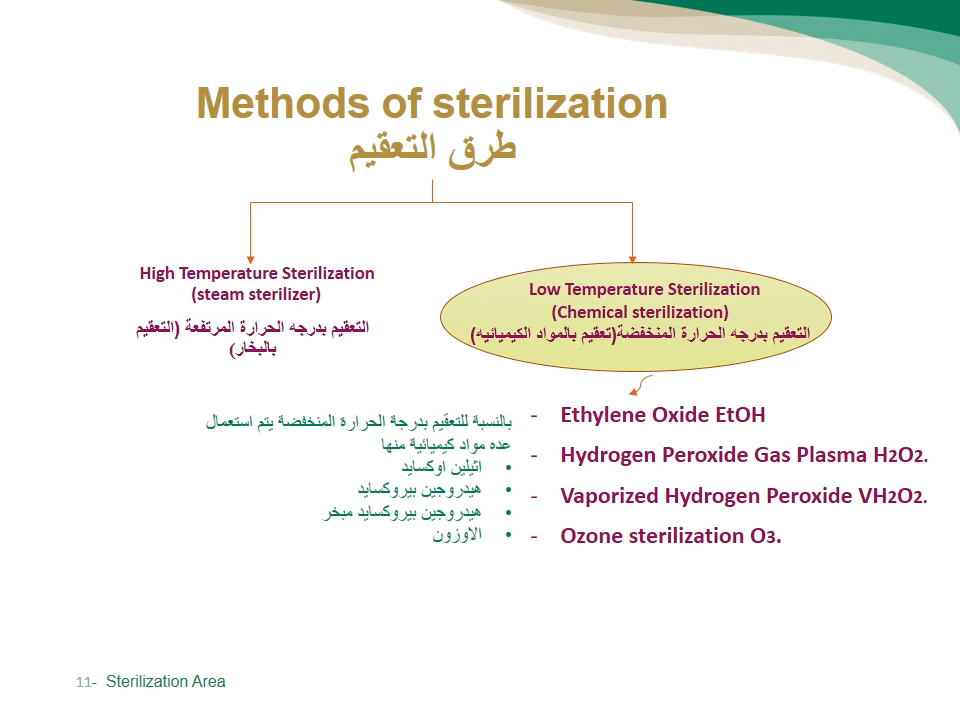 Methods of sterilization
طرق التعقيم
High Temperature Sterilization
(steam sterilizer)
التعقيم بدرجه الحرارة المرتفعة (التعقيم
بالبخار)
Low Temperature Sterilization
(Chemical sterilization)
التعقيم بدرجه الحرارة المنخفضة(تعقيم بالمواد الكيميائيه)
- Ethylene Oxide EtOH
- Hydrogen Peroxide Gas Plasma H2O2.
- Vaporized Hydrogen Peroxide VH2O2.
- Ozone sterilization O3.
بالنسبة للتعقيم بدرجة الحرارة المنخفضة يتم استعمال
عده مواد كيميائية منها
• اثيلين اوكسايد
• هيدروجين بيروكسايد
• هيدروجين بيروكسايد مبخر
• الاوزون
11- Sterilization Area